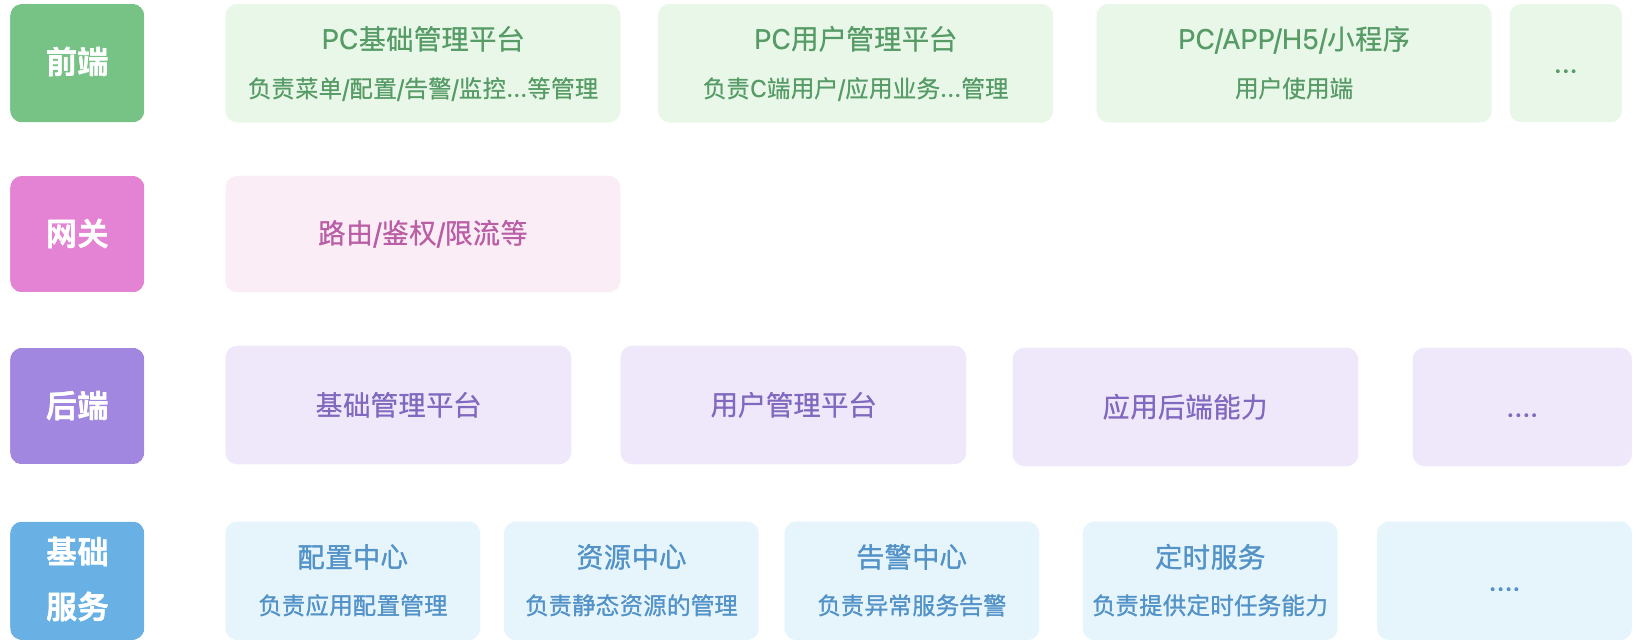 前端
PC基础管理平台
负责菜单/配置/告警/监控...等管理
PC用户管理平台
负责C端用户/应用业务...管理
PC/APP/H5/小程序
用户使用端
...
网关
路由/鉴权/限流等
后端
基础管理平台
用户管理平台
应用后端能力
....
基础
服务
配置中心
负责应用配置管理
资源中心
负责静态资源的管理
告警中心
负责异常服务告警
定时服务
负责提供定时任务能力
....